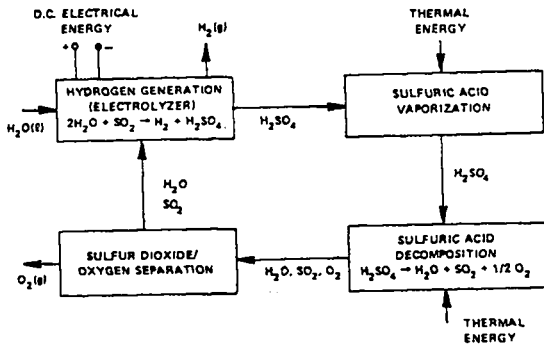 D.C. ELECTRICAL
ENERGY
+ −
H₂(g)
THERMAL
ENERGY
HYDROGEN GENERATION
(ELECTROLYZER)
2H₂O + SO₂ → H₂ + H₂SO₄
H₂O(ℓ)
H₂SO₄
SULFURIC ACID
VAPORIZATION
H₂O
SO₂
H₂SO₄
SULFUR DIOXIDE/
OXYGEN SEPARATION
O₂(g)
H₂O, SO₂, O₂
SULFURIC ACID
DECOMPOSITION
H₂SO₄ → H₂O + SO₂ + 1/2 O₂
THERMAL
ENERGY